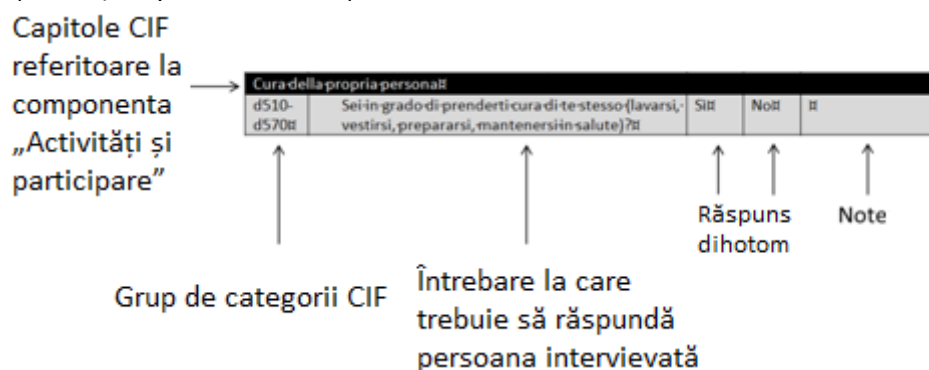 Capitole CIF
referitoare la
componenta
„Activități și
participare”
Cura·della·propria·persona¤
d510-
d570¤
Sei·in·grado·di·prenderti·cura·di·te·stesso·(lavarsi,·
vestirsi,·prepararsi,·mantenersi·in·salute)?¤
Si¤
No¤
¤
Răspuns
dihotom
Note
Grup de categorii CIF
Întrebare la care
trebuie să răspundă
persoana intervievată